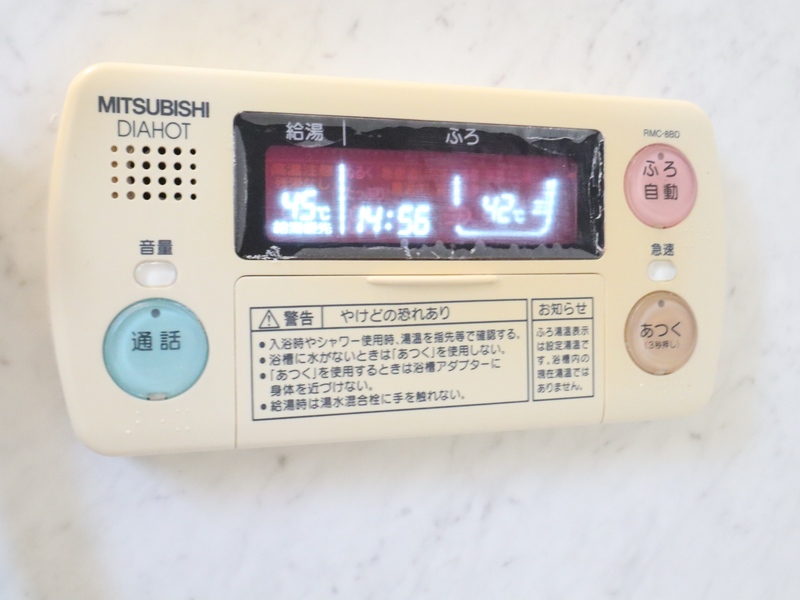 MITSUBISHI
DIAHOT
給湯
ふろ
45℃
14:56
42℃
RMC-8BD
ふろ
自動
音量
急速
通話
あつく
(3秒押し)
警告
やけどの恐れあり
●入浴時やシャワー使用時、湯温を指先等で確認する。
●浴槽に水がないときは「あつく」を使用しない。
●「あつく」を使用するときは浴槽アダプターに
身体を近づけない。
●給湯時は湯水混合栓に手を触れない。
お知らせ
ふろ湯温表示
は設定湯温で
す。浴槽内の
現在湯温では
ありません。